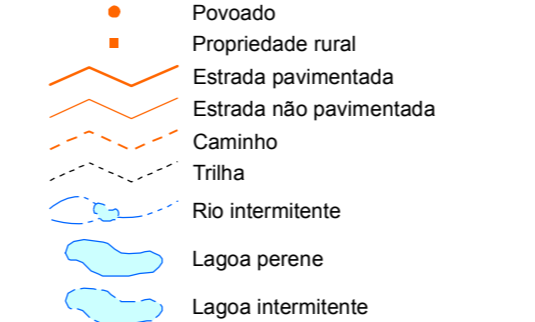 Povoado
Propriedade rural
Estrada pavimentada
Estrada não pavimentada
Caminho
Trilha
Rio intermitente
Lagoa perene
Lagoa intermitente